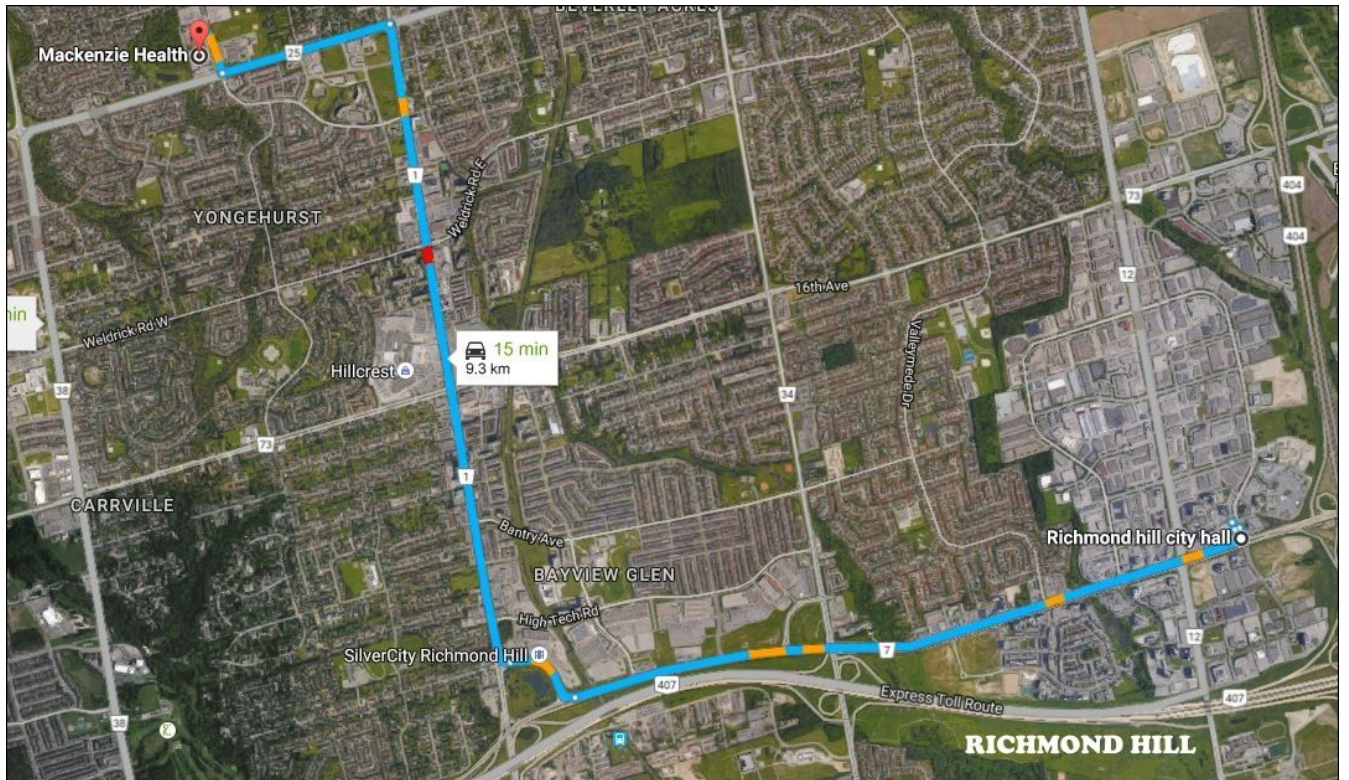 BEVERLEY ACRES
Mackenzie Health
25
1
Weldrick Rd E
YONGEHURST
73
404
404
12
16th Ave
min
Weldrick Rd W
15 min
9.3 km
Hillcrest
Valleymede Dr
38
34
73
1
CARRVILLE
Bantry Ave
Richmond hill city hall
BAYVIEW GLEN
High Tech Rd
12
SilverCity Richmond Hill
7
407
Express Toll Route
407
38
RICHMOND HILL